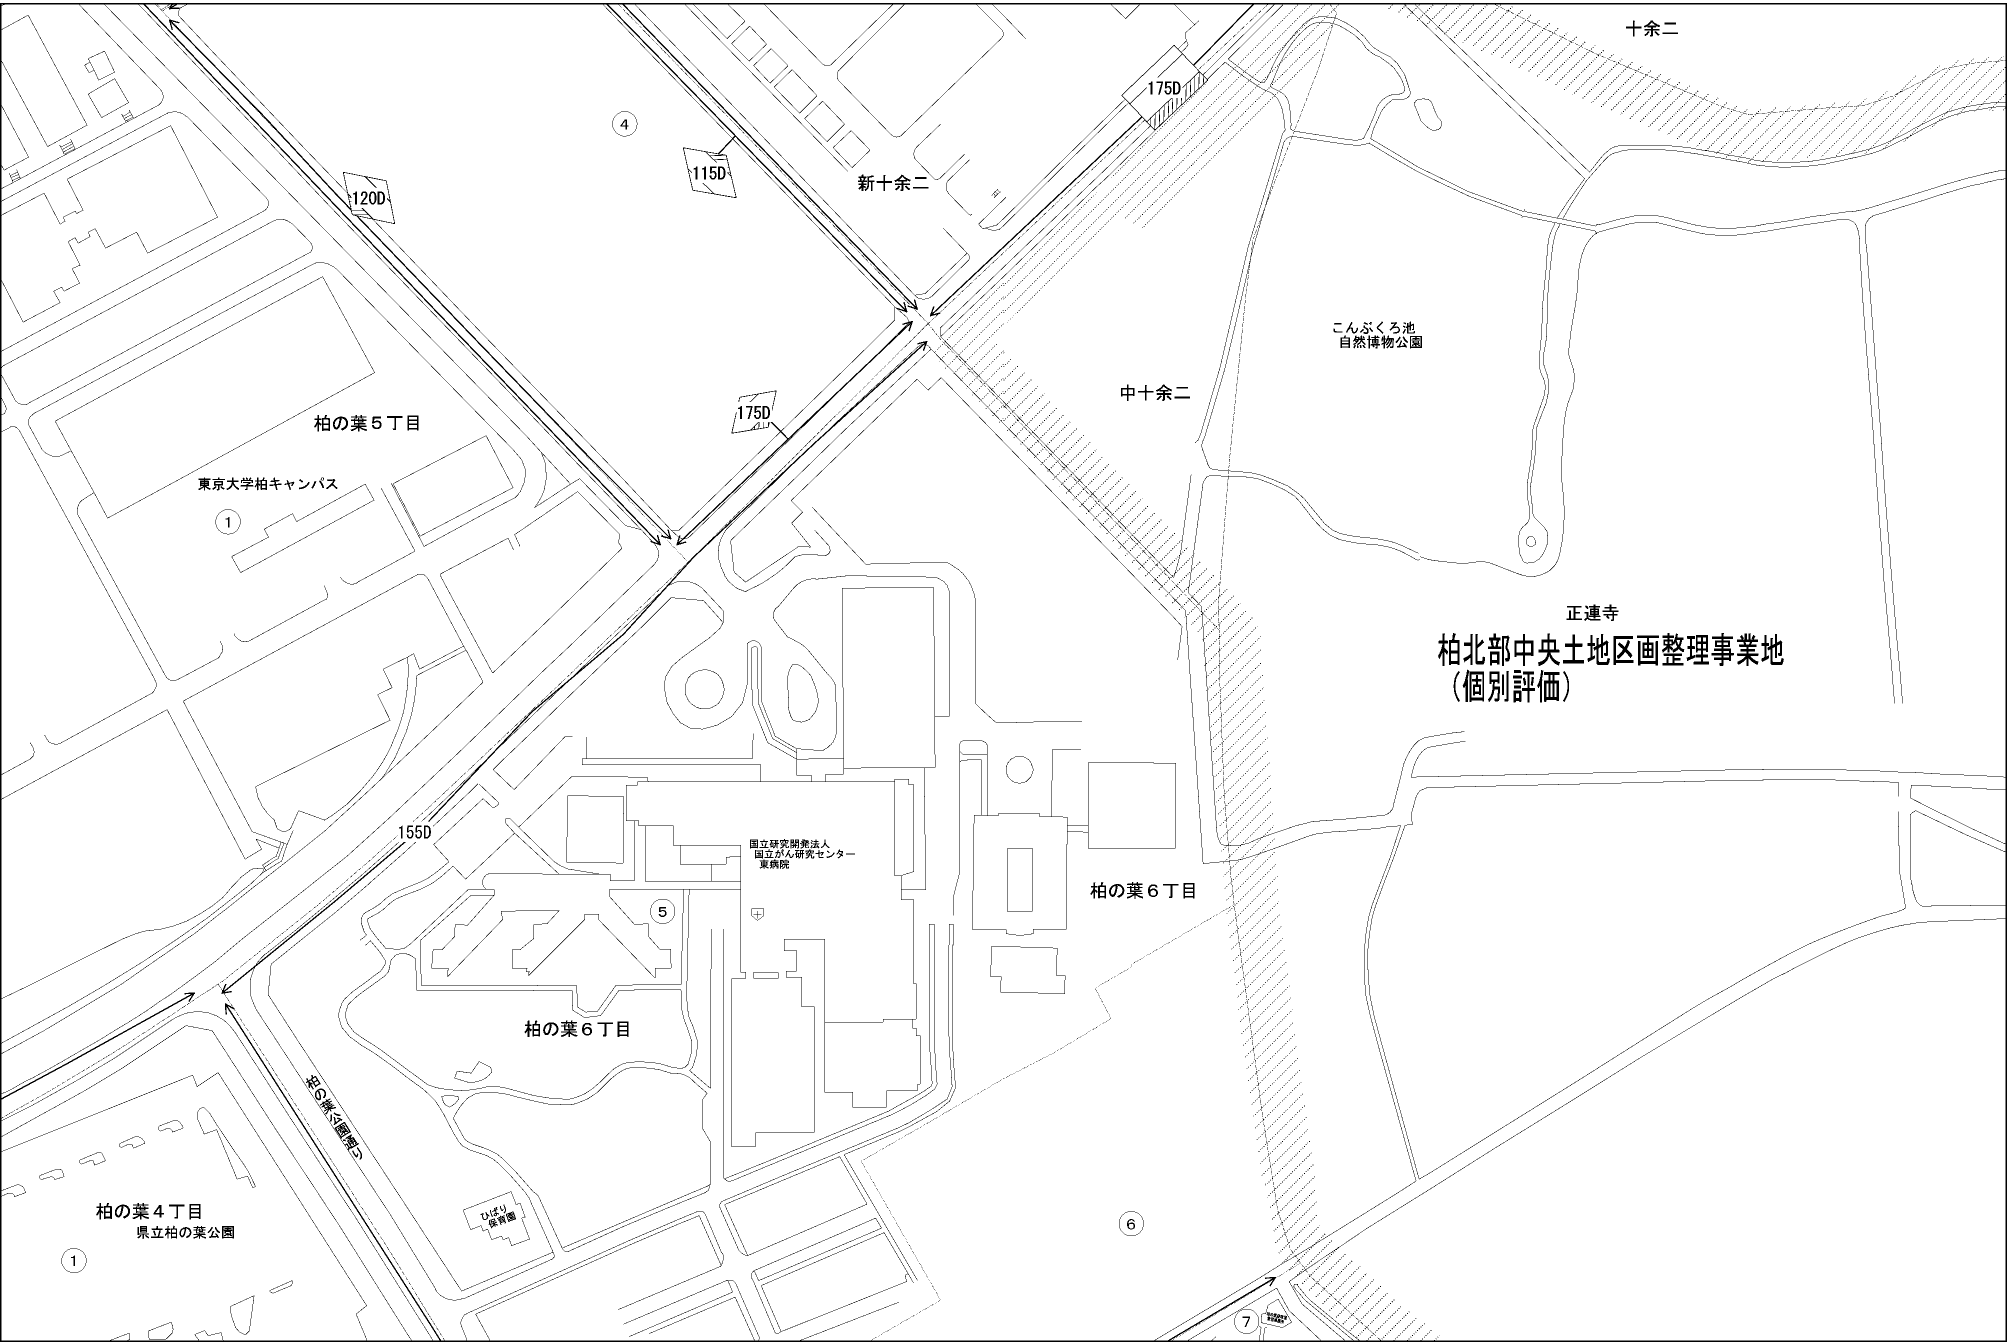 十余二
175D
④
115D
新十余二
120D
こんぶくろ池
自然博物公園
中十余二
175D
柏の葉５丁目
東京大学柏キャンパス
①
正連寺
柏北部中央土地区画整理事業地
（個別評価）
155D
国立研究開発法人
国立がん研究センター
東病院
柏の葉６丁目
⑤
柏の葉６丁目
柏の葉公園通り
柏の葉４丁目
県立柏の葉公園
①
ひばり
保育園
⑥
⑦